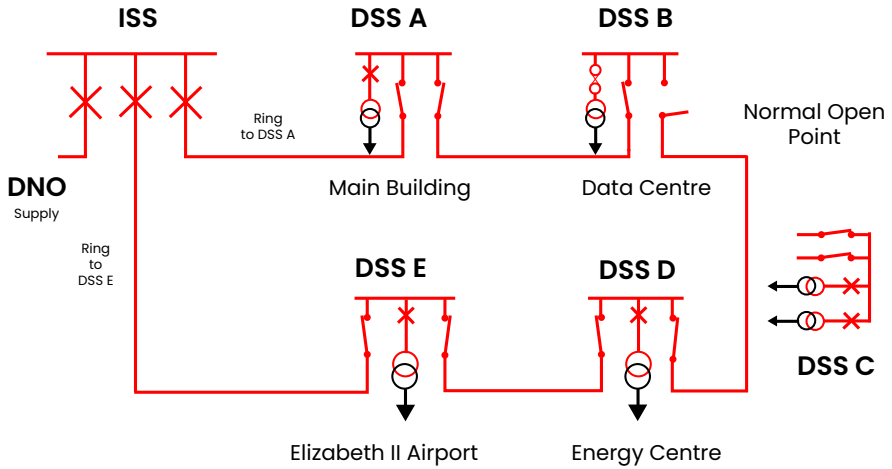 ISS
DSS A
DSS B
Normal Open
Point
Ring
to DSS A
DNO
Supply
Main Building
Data Centre
Ring
to
DSS E
DSS E
DSS D
DSS C
Elizabeth II Airport
Energy Centre